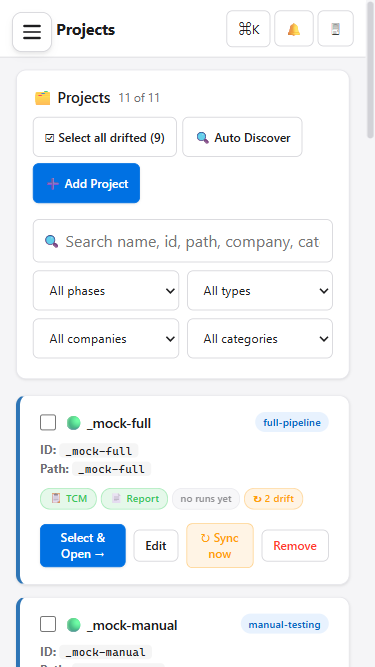 Projects
⌘K
Projects 11 of 11
Select all drifted (9)
Auto Discover
Add Project
Search name, id, path, company, cat
All phases
All types
All companies
All categories
_mock-full
full-pipeline
ID: _mock-full
Path: _mock-full
TCM
Report
no runs yet
↻ 2 drift
Select &
Open →
Edit
↻ Sync
now
Remove
_mock-manual
manual-testing
ID: _mock-manual